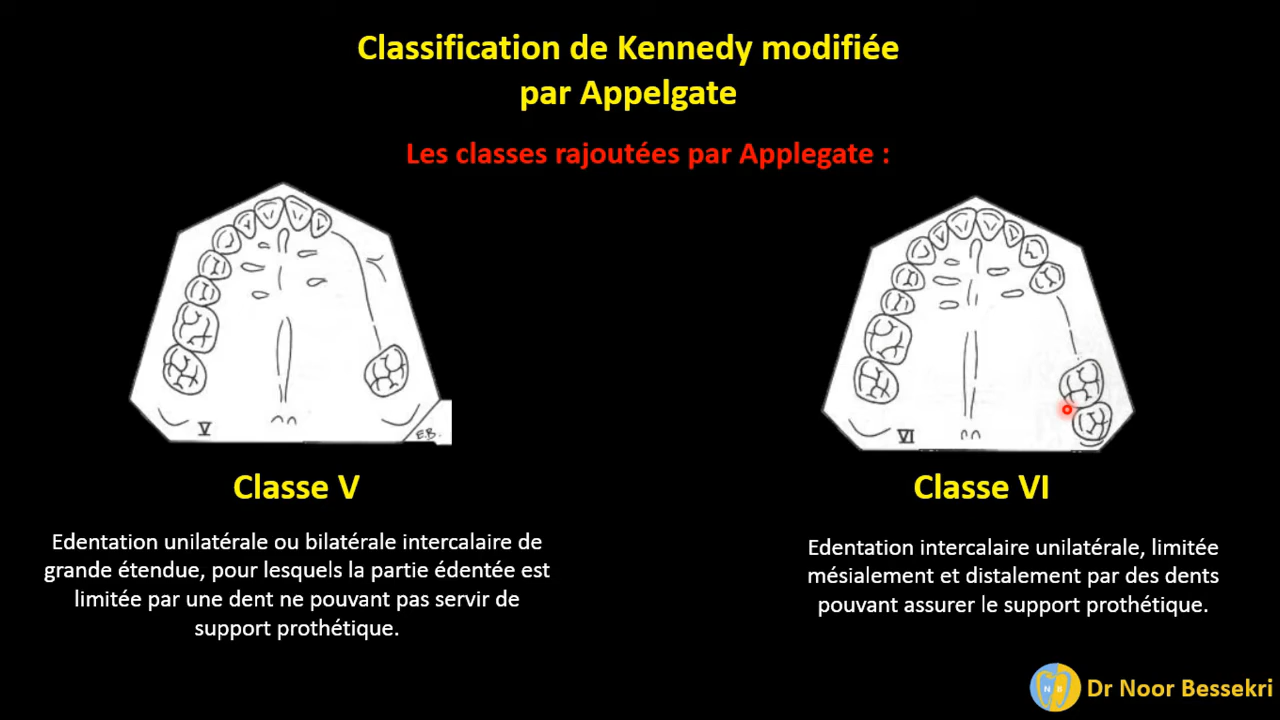 Classification de Kennedy modifiée
par Appelgate
Les classes rajoutées par Applegate :
V
E.B.
VI
Classe V
Classe VI
Edentation unilatérale ou bilatérale intercalaire de
grande étendue, pour lesquels la partie édentée est
limitée par une dent ne pouvant pas servir de
support prothétique.
Edentation intercalaire unilatérale, limitée
mésialement et distalement par des dents
pouvant assurer le support prothétique.
N B
Dr Noor Bessekri